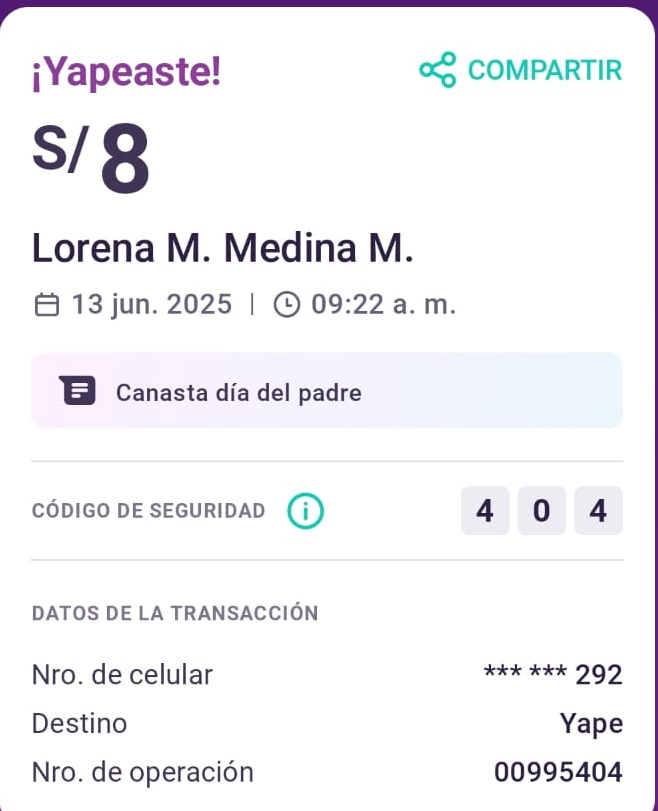 ¡Yapeaste!
COMPARTIR
S/ 8
Lorena M. Medina M.
13 jun. 2025 | 09:22 a. m.
Canasta día del padre
CÓDIGO DE SEGURIDAD
4 0 4
DATOS DE LA TRANSACCIÓN
Nro. de celular *** *** 292
Destino Yape
Nro. de operación 00995404